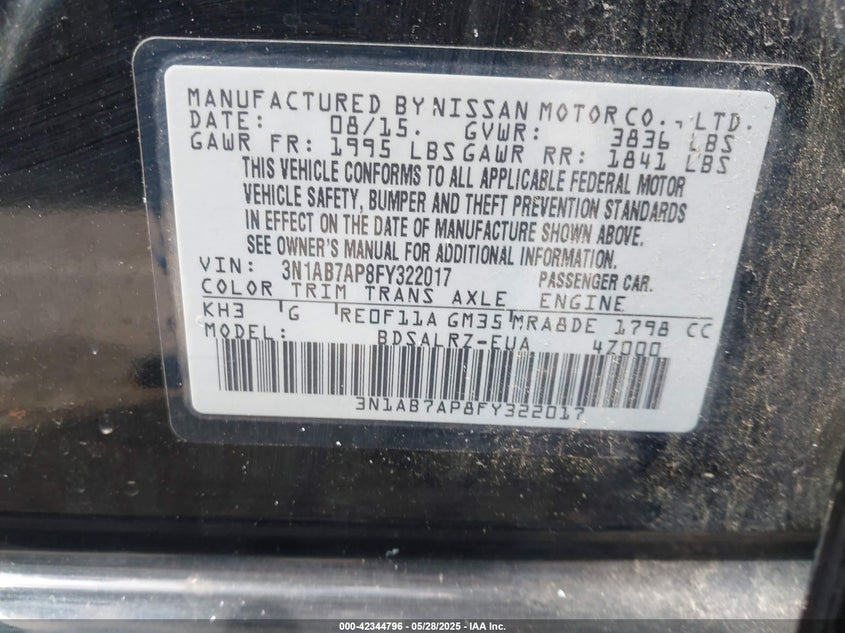 MANUFACTURED BY NISSAN MOTOR CO., LTD.
DATE: 08/15. GVWR: 3836 LBS
GAWR FR: 1995 LBS GAWR RR: 1841 LBS
THIS VEHICLE CONFORMS TO ALL APPLICABLE FEDERAL MOTOR
VEHICLE SAFETY, BUMPER AND THEFT PREVENTION STANDARDS
IN EFFECT ON THE DATE OF MANUFACTURE SHOWN ABOVE.
SEE OWNER'S MANUAL FOR ADDITIONAL INFORMATION.
VIN: 3N1AB7AP8FY322017 PASSENGER CAR.
COLOR TRIM TRANS AXLE ENGINE
KH3 G RE0F11A GM35 MRA8DE 1798 CC
MODEL: BDSALRZ-EUA 47000
3N1AB7AP8FY322017
000-42344796 - 05/28/2025 - IAA Inc.